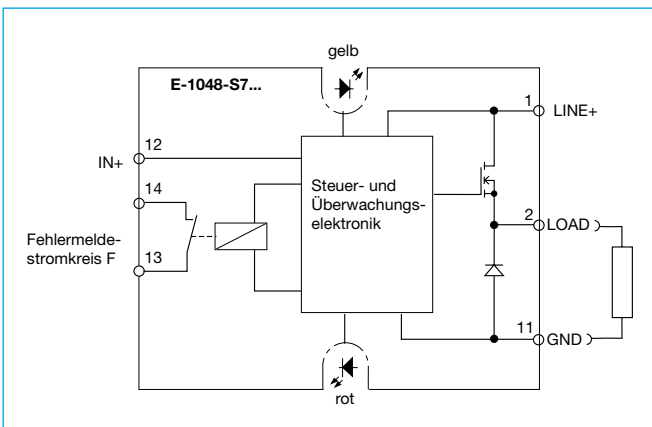 gelb
E-1048-S7...
1
LINE+
12
IN+
14
Steuer- und
Überwachungs-
elektronik
2
LOAD
Fehlermelde-
stromkreis F
13
11
GND
rot